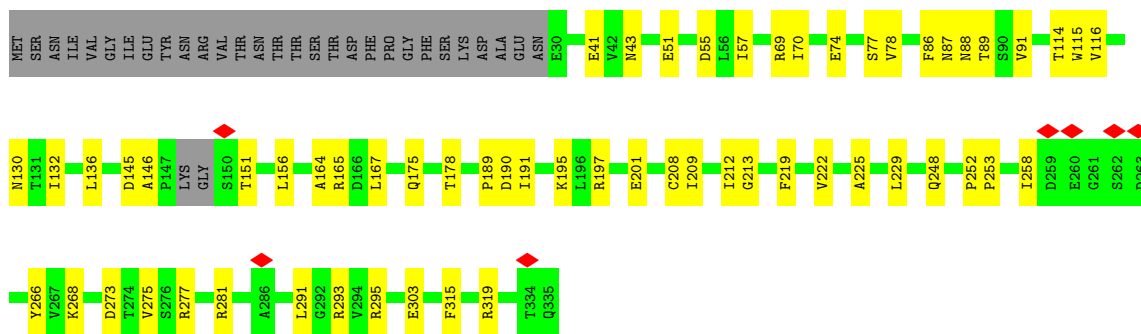 MET SER ASN ILE VAL GLY ILE GLU TYR ASN ARG VAL THR ASN THR THR SER THR ASP PHE PRO GLY PHE SER LYS ASP ALA GLU ASN E30 E41 V42 N43 E51 D55 L56 I57 R69 I70 E74 S77 V78 F86 N87 N88 T89 S90 V91 T114 W115 V116
N130 T131 I132 L136 D145 A146 P147 LYS GLY S150 T151 L156 A164 R165 D166 L167 Q175 T178 P189 D190 I191 K195 L196 R197 E201 C208 I209 I212 G213 F219 V222 A225 L229 Q248 P252 P253 I258 D259 E260 G261 S262
Y266 V267 K268 D273 T274 V275 S276 R277 R281 A286 L291 G292 R293 V294 R295 E303 F315 R319 T334 Q335